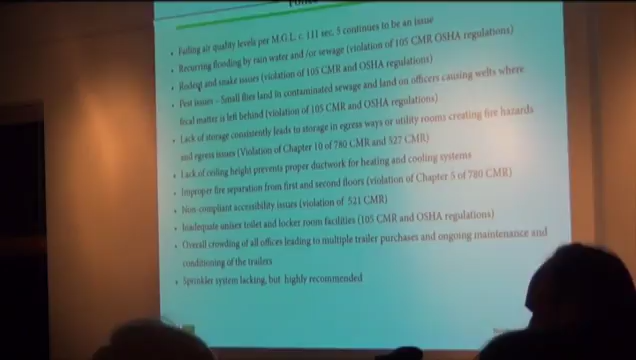 • Failing air quality levels per M.G.L. c. 111 sec. 5 continues to be an issue
• Recurring flooding by rain water and /or sewage (violation of 105 CMR OSHA regulations)
• Rodent and snake issues (violation of 105 CMR and OSHA regulations)
• Pest issues – Small flies land in contaminated sewage and land on officers causing welts where
fecal matter is left behind (violation of 105 CMR and OSHA regulations)
• Lack of storage consistently leads to storage in egress ways or utility rooms creating fire hazards
and egress issues (Violation of Chapter 10 of 780 CMR and 527 CMR)
• Lack of ceiling height prevents proper ductwork for heating and cooling systems
• Improper fire separation from first and second floors (violation of Chapter 5 of 780 CMR)
• Non-compliant accessibility issues (violation of 521 CMR)
• Inadequate unisex toilet and locker room facilities (105 CMR and OSHA regulations)
• Overall crowding of all offices leading to multiple trailer purchases and ongoing maintenance and
conditioning of the trailers
• Sprinkler system lacking, but highly recommended